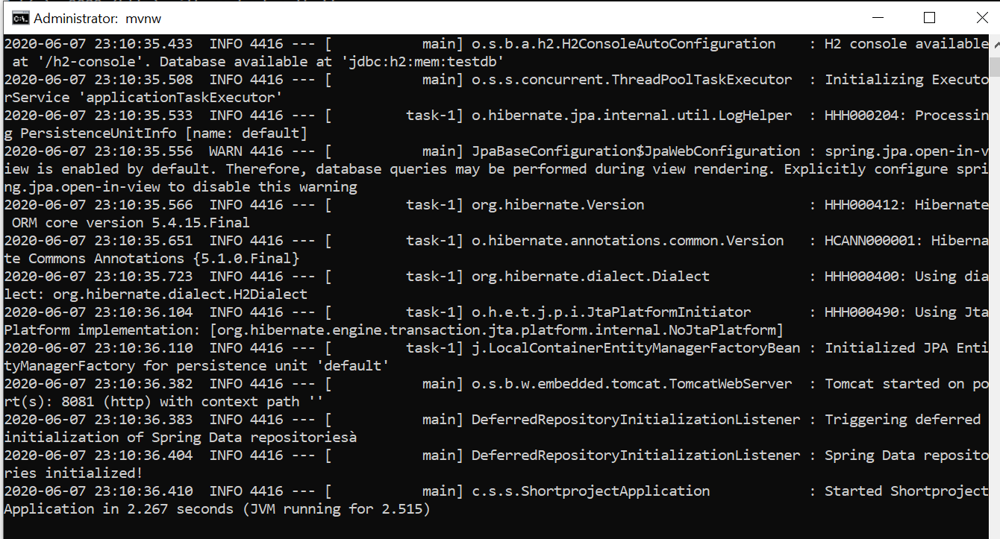 Administrator:  mvnw
2020-06-07 23:10:35.433  INFO 4416 --- [           main] o.s.b.a.h2.H2ConsoleAutoConfiguration    : H2 console available
 at '/h2-console'. Database available at 'jdbc:h2:mem:testdb'
2020-06-07 23:10:35.508  INFO 4416 --- [           main] o.s.s.concurrent.ThreadPoolTaskExecutor  : Initializing Executo
rService 'applicationTaskExecutor'
2020-06-07 23:10:35.533  INFO 4416 --- [         task-1] o.hibernate.jpa.internal.util.LogHelper  : HHH000204: Processin
g PersistenceUnitInfo [name: default]
2020-06-07 23:10:35.556  WARN 4416 --- [           main] JpaBaseConfiguration$JpaWebConfiguration : spring.jpa.open-in-v
iew is enabled by default. Therefore, database queries may be performed during view rendering. Explicitly configure spri
ng.jpa.open-in-view to disable this warning
2020-06-07 23:10:35.566  INFO 4416 --- [         task-1] org.hibernate.Version                    : HHH000412: Hibernate
 ORM core version 5.4.15.Final
2020-06-07 23:10:35.651  INFO 4416 --- [         task-1] o.hibernate.annotations.common.Version   : HCANN000001: Hiberna
te Commons Annotations {5.1.0.Final}
2020-06-07 23:10:35.723  INFO 4416 --- [         task-1] org.hibernate.dialect.Dialect            : HHH000400: Using dia
lect: org.hibernate.dialect.H2Dialect
2020-06-07 23:10:36.104  INFO 4416 --- [         task-1] o.h.e.t.j.p.i.JtaPlatformInitiator       : HHH000490: Using Jta
Platform implementation: [org.hibernate.engine.transaction.jta.platform.internal.NoJtaPlatform]
2020-06-07 23:10:36.110  INFO 4416 --- [         task-1] j.LocalContainerEntityManagerFactoryBean : Initialized JPA Enti
tyManagerFactory for persistence unit 'default'
2020-06-07 23:10:36.382  INFO 4416 --- [           main] o.s.b.w.embedded.tomcat.TomcatWebServer  : Tomcat started on po
rt(s): 8081 (http) with context path ''
2020-06-07 23:10:36.383  INFO 4416 --- [           main] DeferredRepositoryInitializationListener : Triggering deferred
initialization of Spring Data repositoriesà
2020-06-07 23:10:36.404  INFO 4416 --- [           main] DeferredRepositoryInitializationListener : Spring Data reposito
ries initialized!
2020-06-07 23:10:36.410  INFO 4416 --- [           main] c.s.s.ShortprojectApplication            : Started Shortproject
Application in 2.267 seconds (JVM running for 2.515)